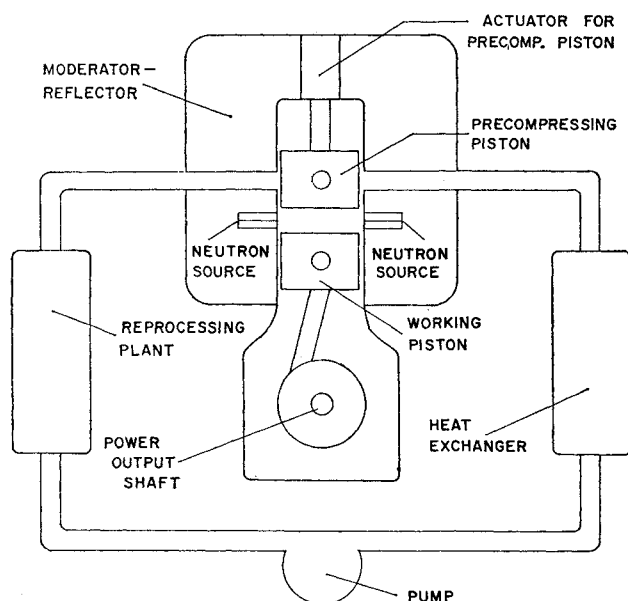 ACTUATOR FOR
PRECOMP. PISTON
MODERATOR—
REFLECTOR
PRECOMPRESSING
PISTON
NEUTRON
SOURCE
NEUTRON
SOURCE
REPROCESSING
PLANT
WORKING
PISTON
POWER
OUTPUT
SHAFT
HEAT
EXCHANGER
PUMP